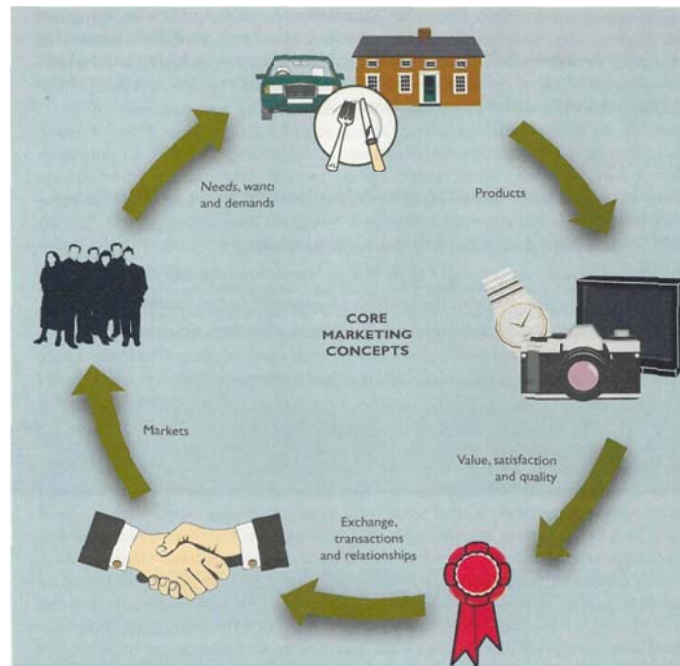 Needs, wants
and demands
Products
CORE
MARKETING
CONCEPTS
Markets
Value, satisfaction
and quality
Exchange,
transactions
and relationships